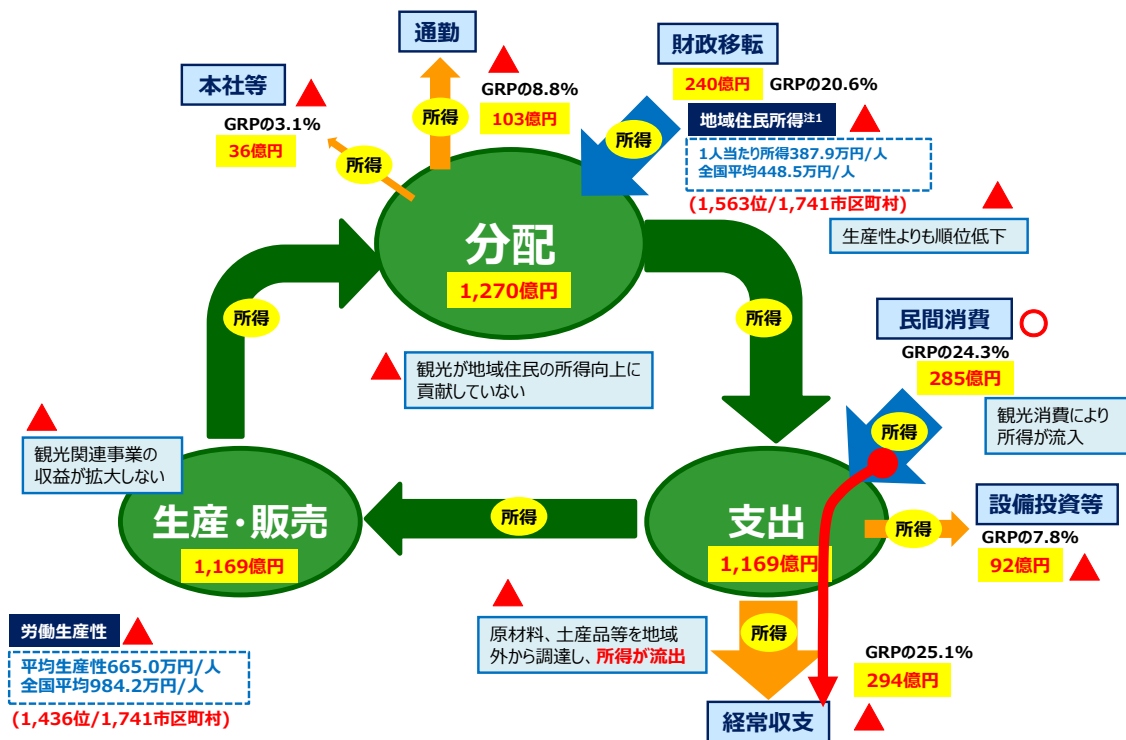 通勤
GRPの8.8%
103億円
所得
本社等
GRPの3.1%
36億円
所得
財政移転
240億円 GRPの20.6%
所得
地域住民所得注1
1人当たり所得387.9万円/人
全国平均448.5万円/人
(1,563位/1,741市区町村)
生産性よりも順位低下
分配
1,270億円
所得
所得
民間消費
GRPの24.3%
285億円
所得
観光消費により
所得が流入
観光が地域住民の所得向上に
貢献していない
観光関連事業の
収益が拡大しない
生産・販売
1,169億円
所得
支出
1,169億円
設備投資等
所得
GRPの7.8%
92億円
労働生産性
平均生産性665.0万円/人
全国平均984.2万円/人
(1,436位/1,741市区町村)
原材料、土産品等を地域
外から調達し、所得が流出
所得
GRPの25.1%
294億円
経常収支